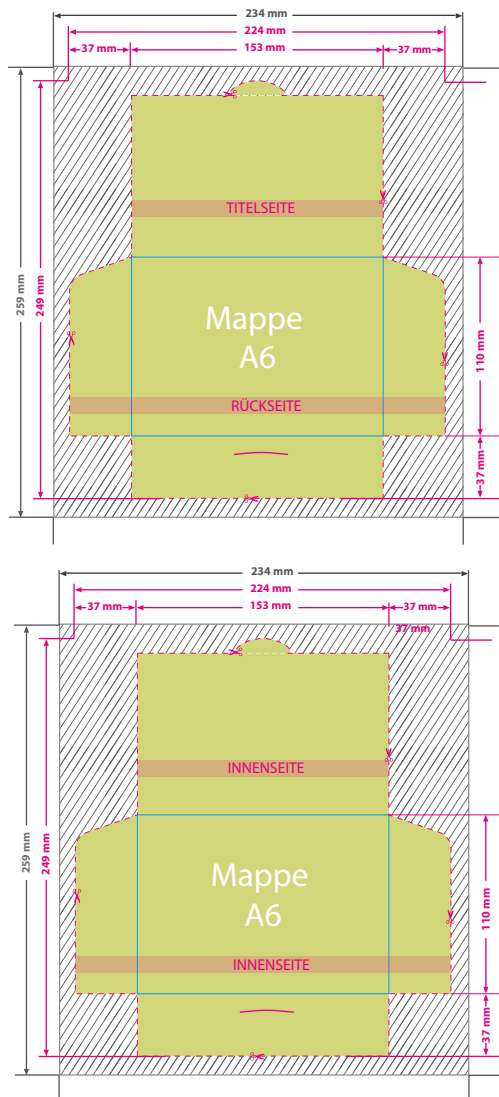 234 mm
224 mm
37 mm
153 mm
37 mm
259 mm
249 mm
TITELSEITE
Mappe
A6
110 mm
RÜCKSEITE
37 mm
234 mm
224 mm
37 mm
153 mm
37 mm
37 mm
259 mm
249 mm
INNENSEITE
Mappe
A6
110 mm
INNENSEITE
37 mm